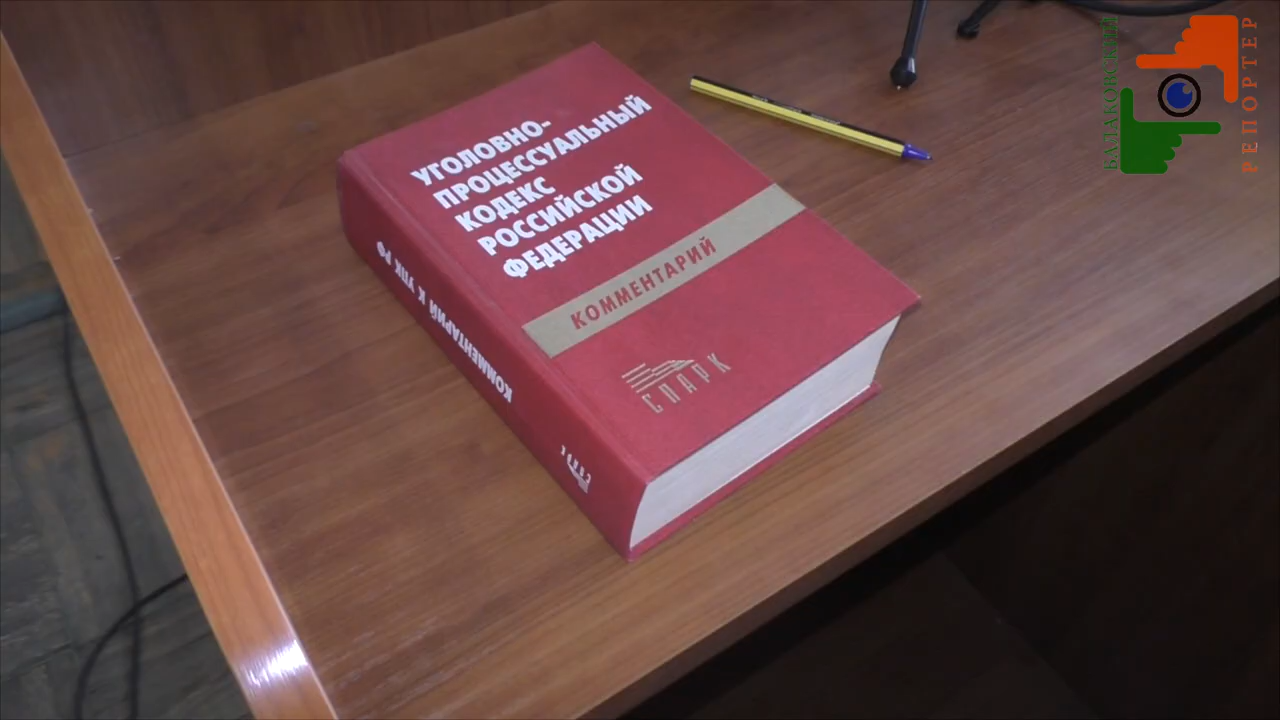 УГОЛОВНО-
ПРОЦЕССУАЛЬНЫЙ
КОДЕКС
РОССИЙСКОЙ
ФЕДЕРАЦИИ
КОММЕНТАРИЙ
СПАРК
КОММЕНТАРИЙ К УПК РФ
БАЛАКОВСКИЙ
РЕПОРТЕР